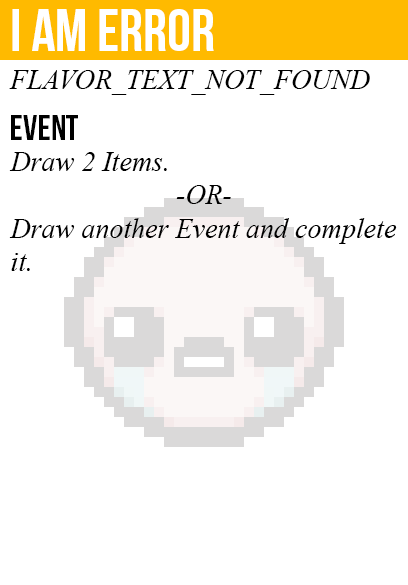 I AM ERROR
FLAVOR_TEXT_NOT_FOUND
EVENT
Draw 2 Items.
-OR-
Draw another Event and complete
it.